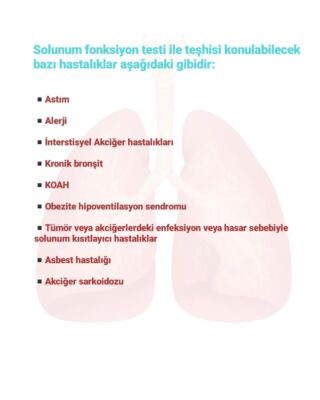 Solunum fonksiyon testi ile teşhisi konulabilecek
bazı hastalıklar aşağıdaki gibidir:
▪ Astım
▪ Alerji
▪ İnterstisyel Akciğer hastalıkları
▪ Kronik bronşit
▪ KOAH
▪ Obezite hipoventilasyon sendromu
▪ Tümör veya akciğerlerdeki enfeksiyon veya hasar sebebiyle
solunum kısıtlayıcı hastalıklar
▪ Asbest hastalığı
▪ Akciğer sarkoidozu